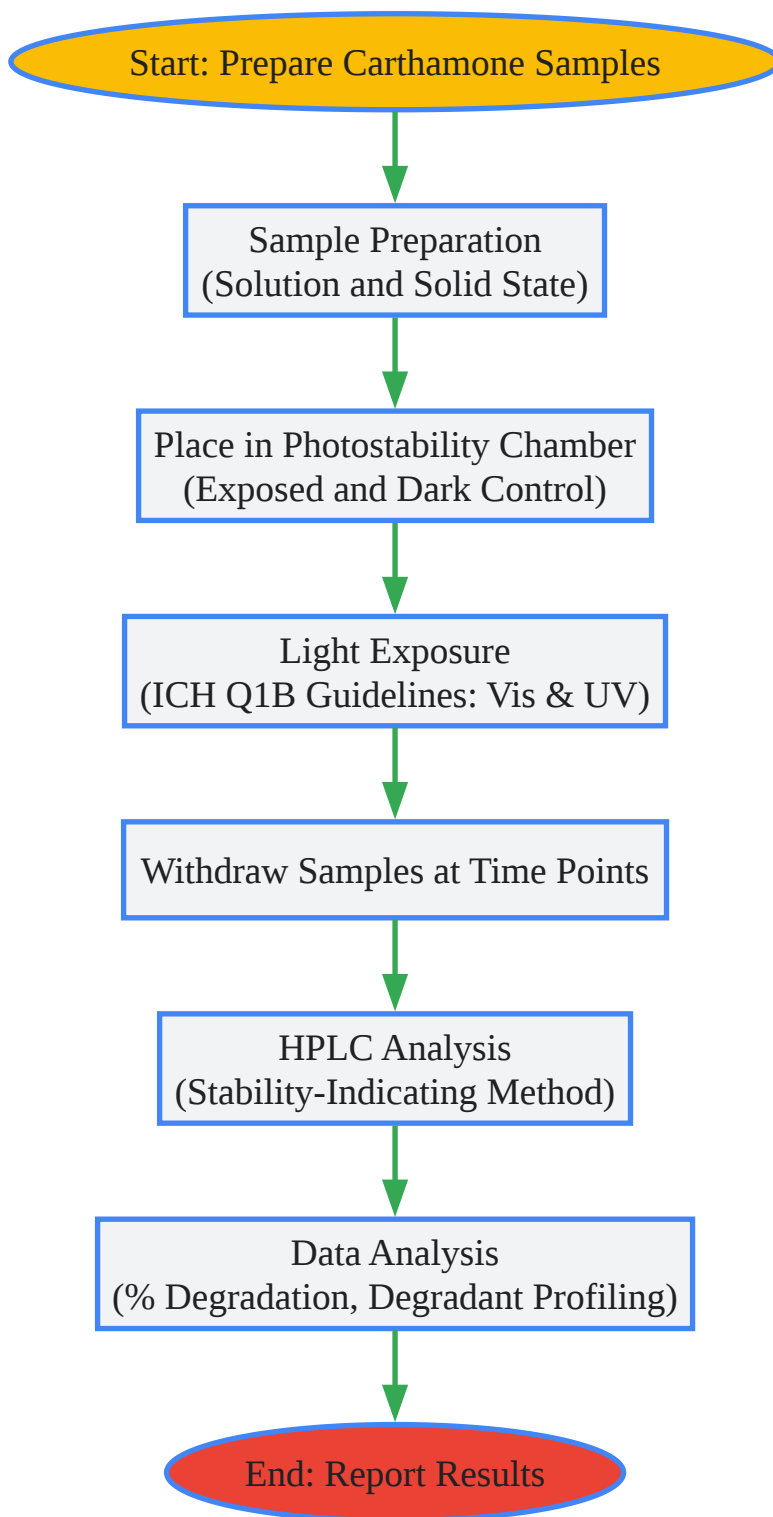 Start: Prepare Carthamone Samples
Sample Preparation
(Solution and Solid State)
Place in Photostability Chamber
(Exposed and Dark Control)
Light Exposure
(ICH Q1B Guidelines: Vis & UV)
Withdraw Samples at Time Points
HPLC Analysis
(Stability-Indicating Method)
Data Analysis
(% Degradation, Degradant Profiling)
End: Report Results